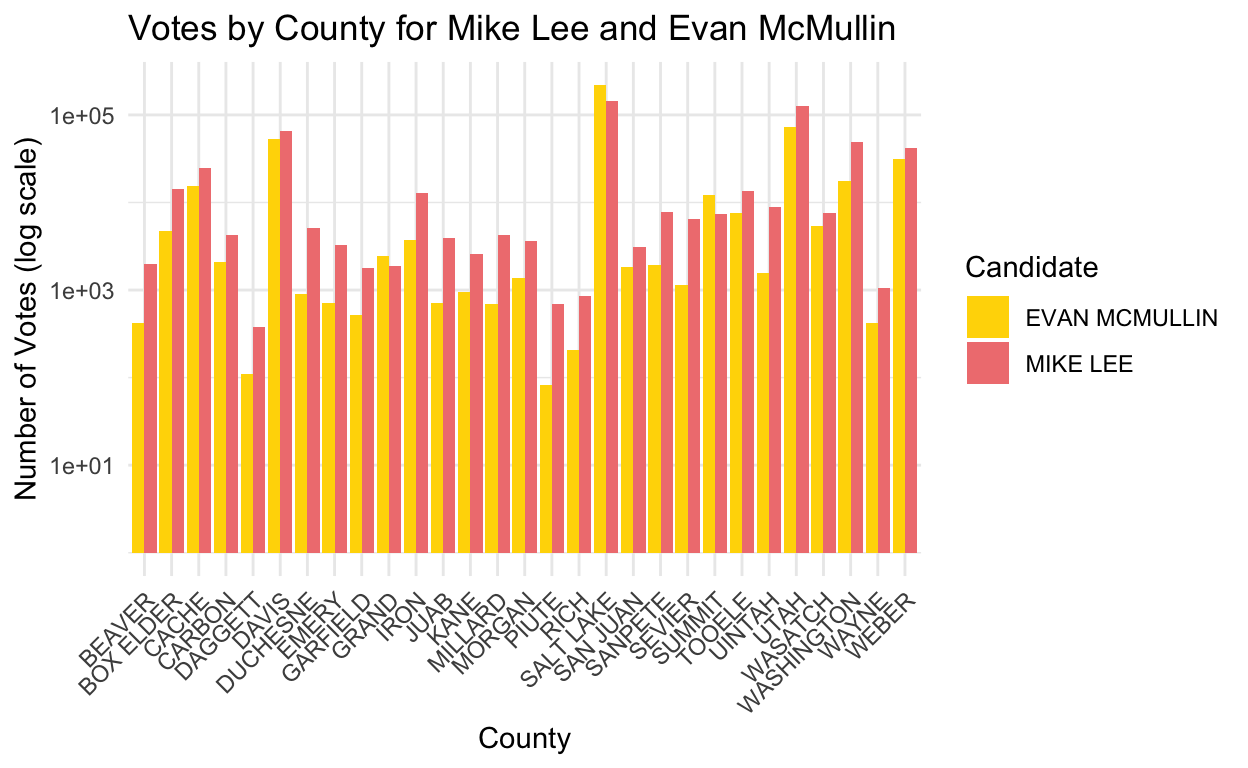 Votes by County for Mike Lee and Evan McMullin
Number of Votes (log scale)
1e+05
1e+03
1e+01
BEAVER
BOX ELDER
CACHE
CARBON
DAGGETT
DAVIS
DUCHESNE
EMERY
GARFIELD
GRAND
IRON
JUAB
KANE
MILLARD
MORGAN
PIUTE
RICH
SALT LAKE
SAN JUAN
SANPETE
SEVIER
SUMMIT
TOOELE
UINTAH
UTAH
WASATCH
WASHINGTON
WAYNE
WEBER
County
Candidate
EVAN MCMULLIN
MIKE LEE